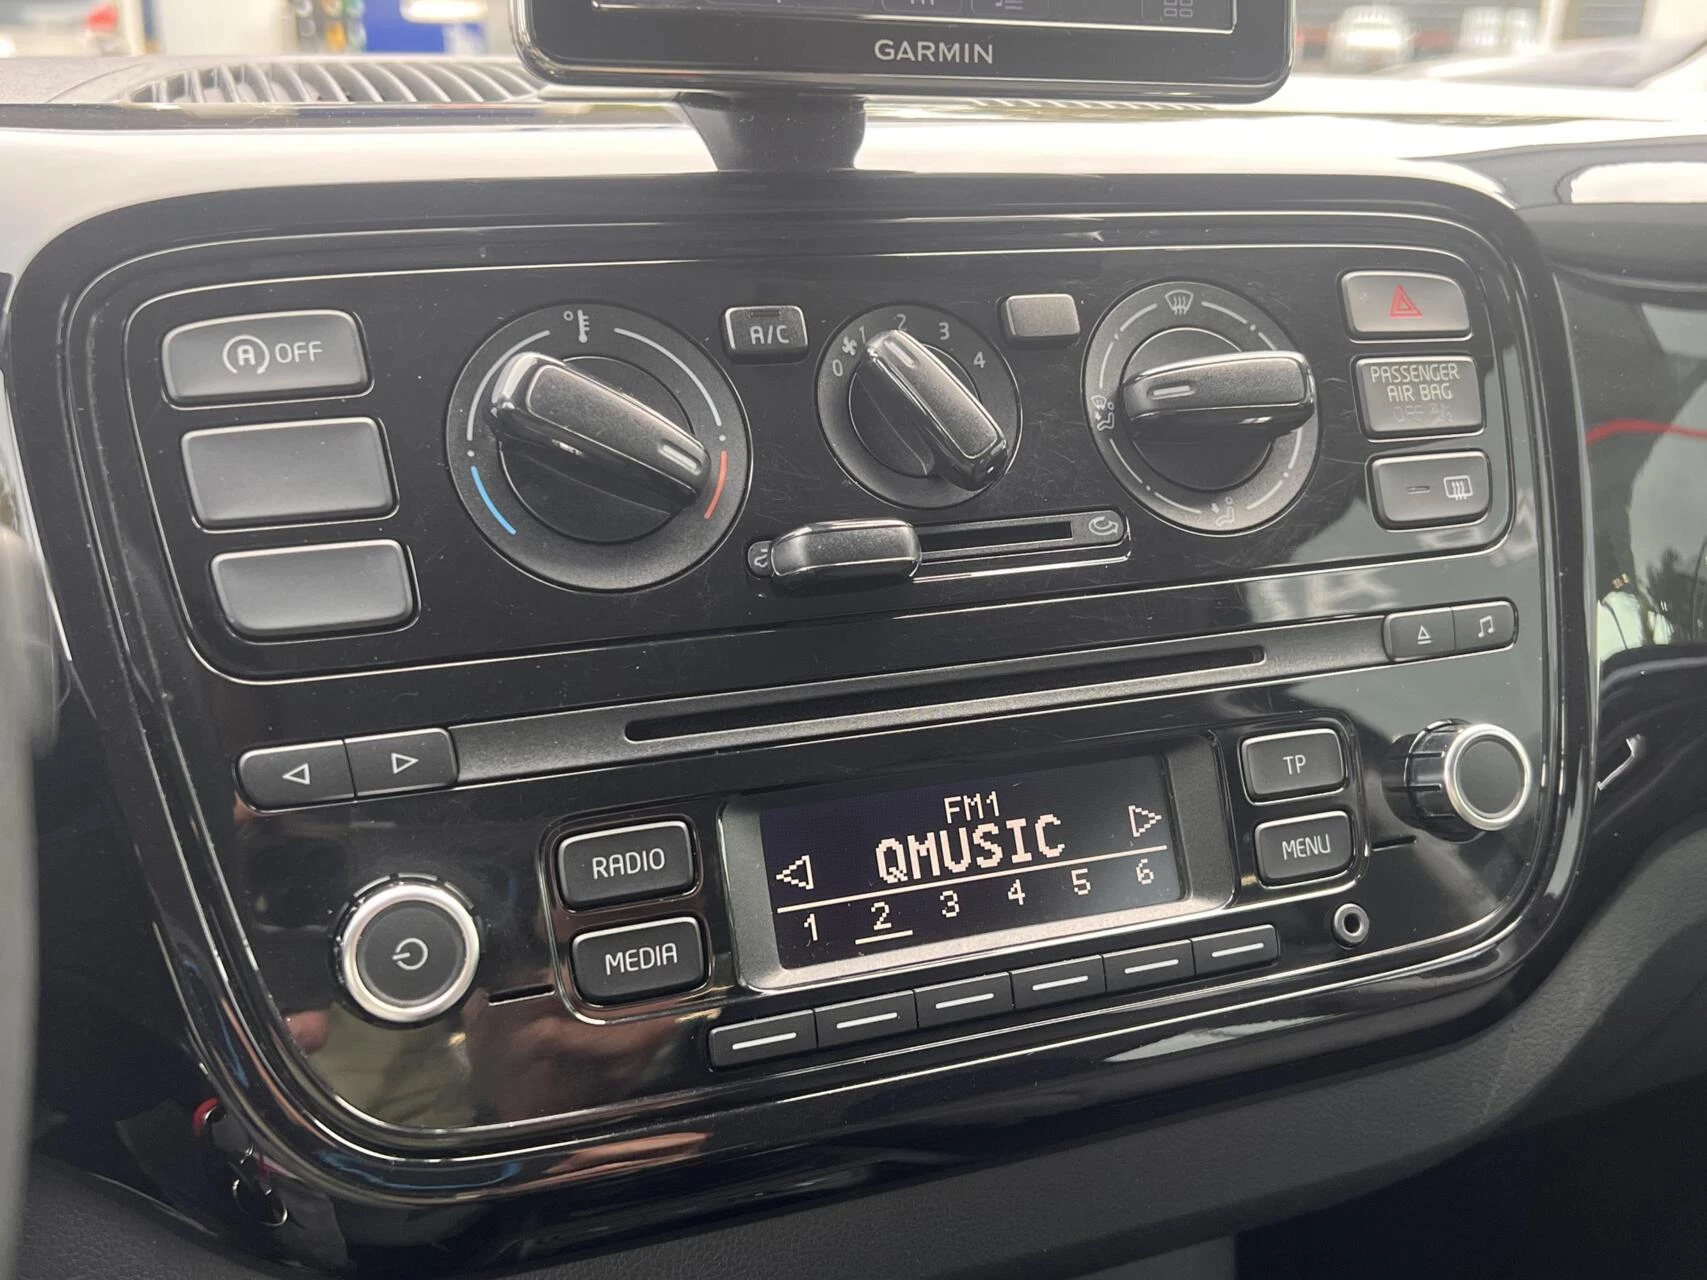 GARMIN
A OFF
A/C
0 1 2 3 4
PASSENGER
AIR BAG
OFF
RADIO
MEDIA
FM1
QMUSIC
1 2 3 4 5 6
TP
MENU